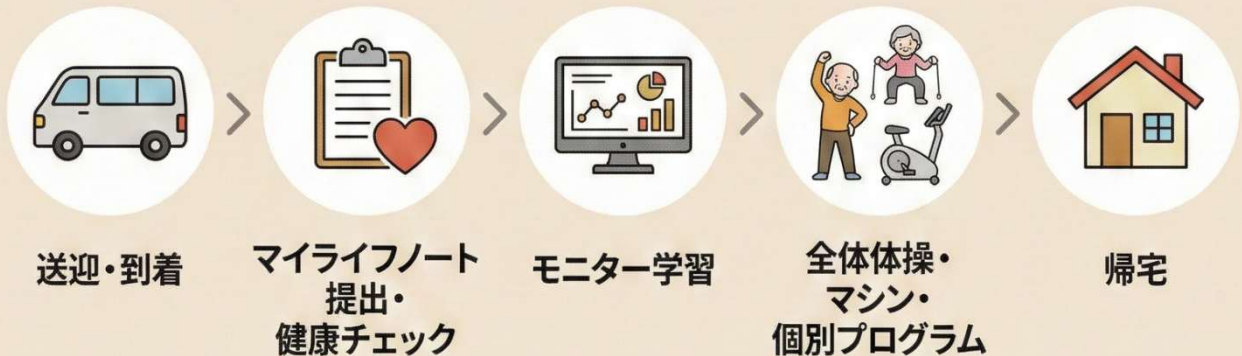 送迎・到着
マイライフノート
提出・
健康チェック
モニター学習
全体体操・
マシン・
個別プログラム
帰宅